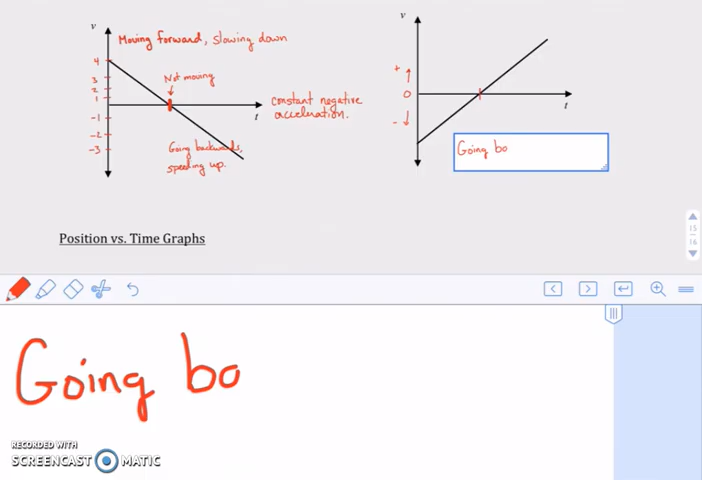 v
Moving forward, slowing down
4
3
2
1
-1
-2
-3
Not moving
t
constant negative
acceleration.
Going backwards,
speeding up.
v
+
0
-
t
Going bo
Position vs. Time Graphs
15
16
Going bo
RECORDED WITH
SCREENCAST MATIC